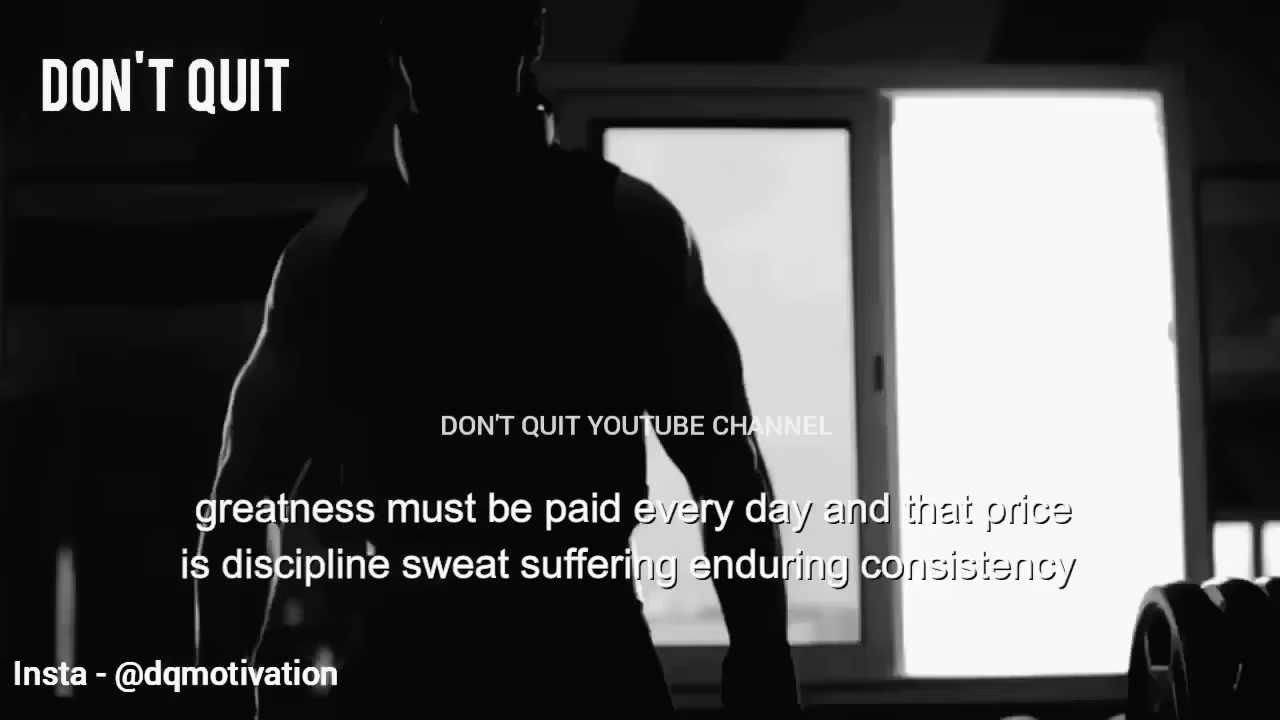 DON'T QUIT
DON'T QUIT YOUTUBE CHANNEL
greatness must be paid every day and that price
is discipline sweat suffering enduring consistency
Insta - @dqmotivation